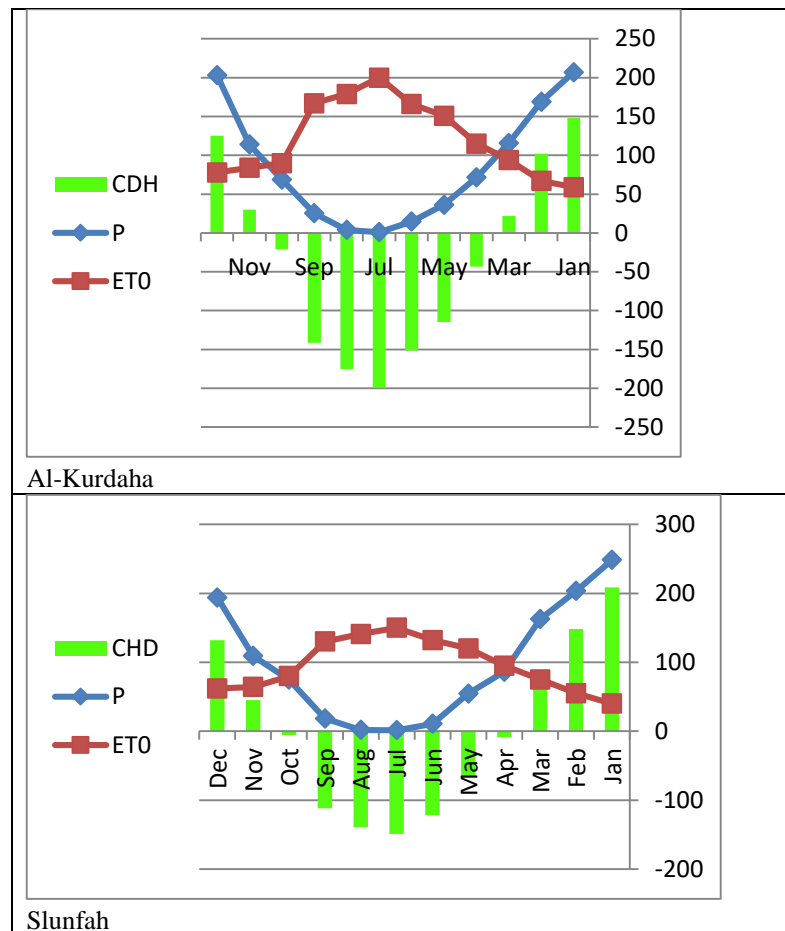 250
200
150
100
50
0
-50
-100
-150
-200
-250
CDH
P
ET0
Nov Sep Jul May Mar Jan
Al-Kurdaha
300
200
100
0
-100
-200
CHD
P
ET0
Dec Nov Oct Sep Aug Jul Jun May Apr Mar Feb Jan
Slunfah